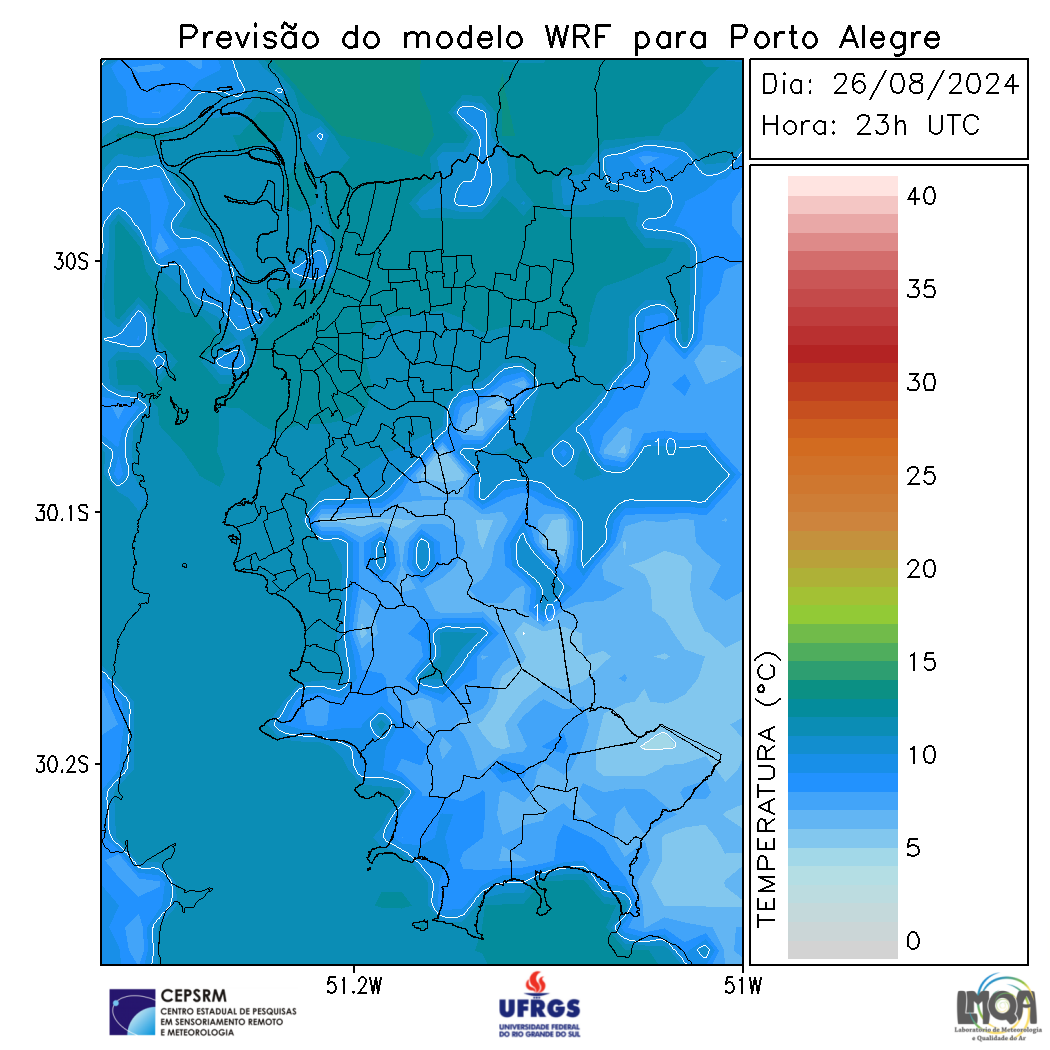 Previsão do modelo WRF para Porto Alegre
Dia: 26/08/2024
Hora: 23h UTC
40
35
30
25
20
15
10
5
0
TEMPERATURA (°C)
30S
30.1S
30.2S
51.2W
51W
10
10
CEPSRM
CENTRO ESTADUAL DE PESQUISAS
EM SENSORIAMENTO REMOTO
E METEOROLOGIA
UFRGS
UNIVERSIDADE FEDERAL
DO RIO GRANDE DO SUL
LMQA
Laboratório de Meteorologia
e Qualidade do Ar